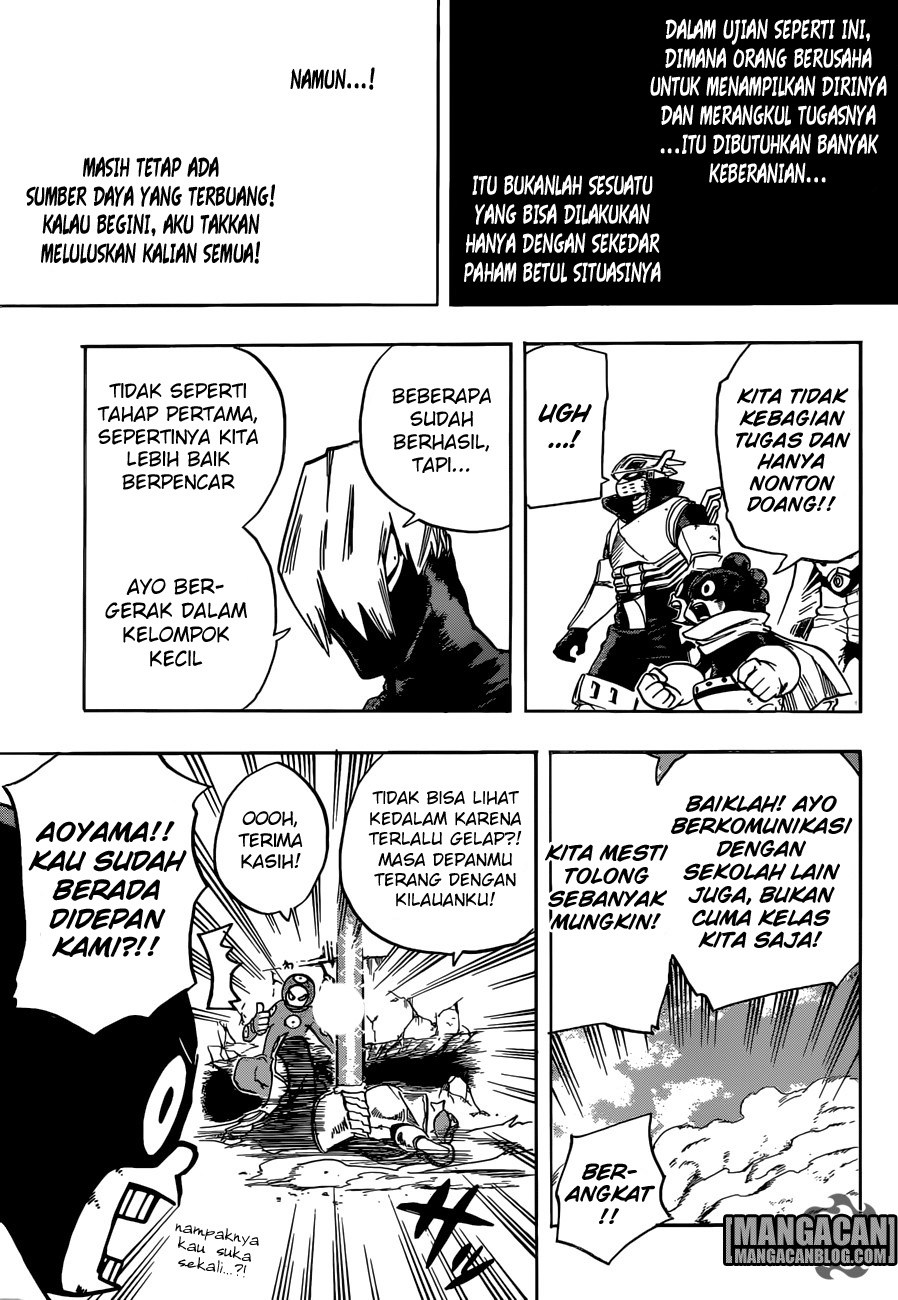 DALAM UJIAN SEPERTI INI,
DIMANA ORANG BERUSAHA
UNTUK MENAMPILKAN DIRINYA
DAN MERANGKUL TUGASNYA
...ITU DIBUTUHKAN BANYAK
KEBERANIAN...
ITU BUKANLAH SESUATU
YANG BISA DILAKUKAN
HANYA DENGAN SEKEDAR
PAHAM BETUL SITUASINYA
NAMUN...!
MASIH TETAP ADA
SUMBER DAYA YANG TERBUANG!
KALAU BEGINI, AKU TAKKAN
MELULUSKAN KALIAN SEMUA!
KITA TIDAK
KEBAGIAN
TUGAS DAN
HANYA
NONTON
DOANG!!
UGH
...!
BEBERAPA
SUDAH
BERHASIL,
TAPI...
TIDAK SEPERTI
TAHAP PERTAMA,
SEPERTINYA KITA
LEBIH BAIK
BERPENCAR
AYO BER-
GERAK DALAM
KELOMPOK
KECIL
BAIKLAH! AYO
BERKOMUNIKASI
DENGAN
SEKOLAH LAIN
JUGA, BUKAN
CUMA KELAS
KITA SAJA!
KITA MESTI
TOLONG
SEBANYAK
MUNGKIN!
BER-
ANGKAT
!!
TIDAK BISA LIHAT
KEDALAM KARENA
TERLALU GELAP?!
MASA DEPANMU
TERANG DENGAN
KILAUANKU!
OOOH,
TERIMA
KASIH!
AOYAMA!!
KAU SUDAH
BERADA
DIDEPAN
KAMI?!!
nampaknya
kau suka
sekali...?!
[MANGACAN]
MANGACANBLOG.COM